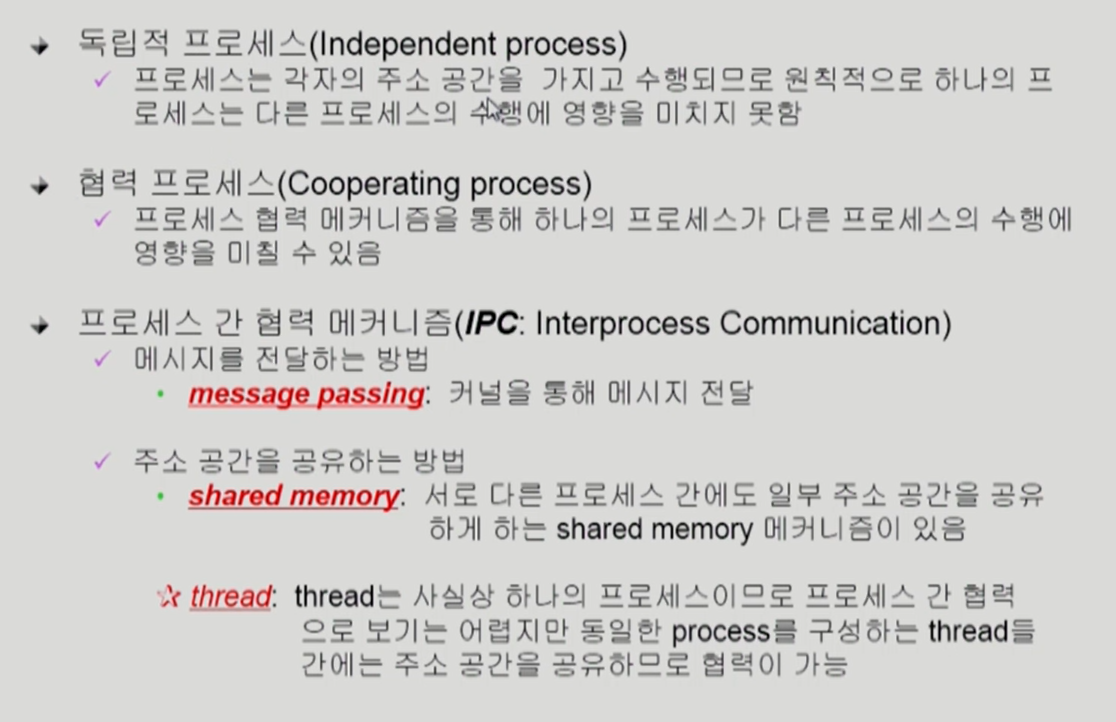 독립적 프로세스(Independent process)
프로세스는 각자의 주소 공간을 가지고 수행되므로 원칙적으로 하나의 프
로세스는 다른 프로세스의 수행에 영향을 미치지 못함
협력 프로세스(Cooperating process)
프로세스 협력 메커니즘을 통해 하나의 프로세스가 다른 프로세스의 수행에
영향을 미칠 수 있음
프로세스 간 협력 메커니즘(IPC: Interprocess Communication)
메시지를 전달하는 방법
message passing: 커널을 통해 메시지 전달
주소 공간을 공유하는 방법
shared memory: 서로 다른 프로세스 간에도 일부 주소 공간을 공유
하게 하는 shared memory 메커니즘이 있음
thread: thread는 사실상 하나의 프로세스이므로 프로세스 간 협력
으로 보기는 어렵지만 동일한 process를 구성하는 thread들
간에는 주소 공간을 공유하므로 협력이 가능